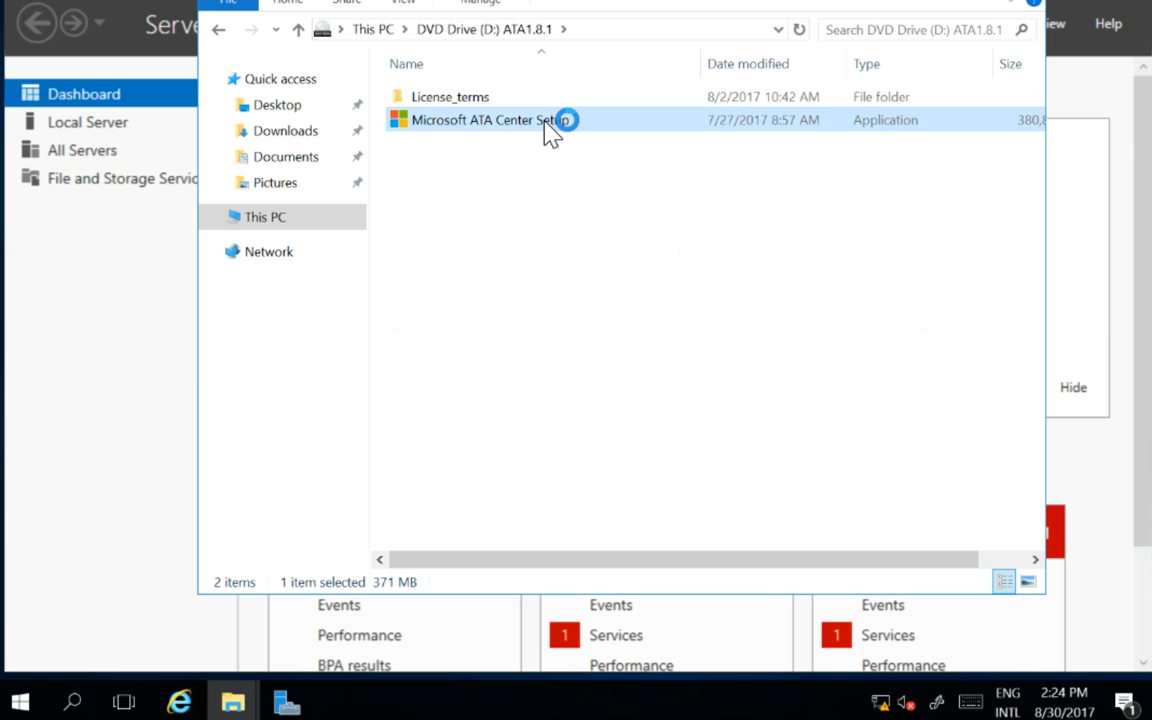 File Home Share View Manage
Serve
iew Help
This PC DVD Drive (D:) ATA1.8.1
Search DVD Drive (D:) ATA1.8.1
Name Date modified Type Size
Quick access
Desktop
Downloads
Documents
Pictures
This PC
Network
License_terms 8/2/2017 10:42 AM File folder
Microsoft ATA Center Setup 7/27/2017 8:57 AM Application 380,8
Dashboard
Local Server
All Servers
File and Storage Servic
Hide
2 items 1 item selected 371 MB
Events
Performance
BPA results
Events
1 Services
Performance
Events
1 Services
Performance
ENG
INTL
2:24 PM
8/30/2017
1